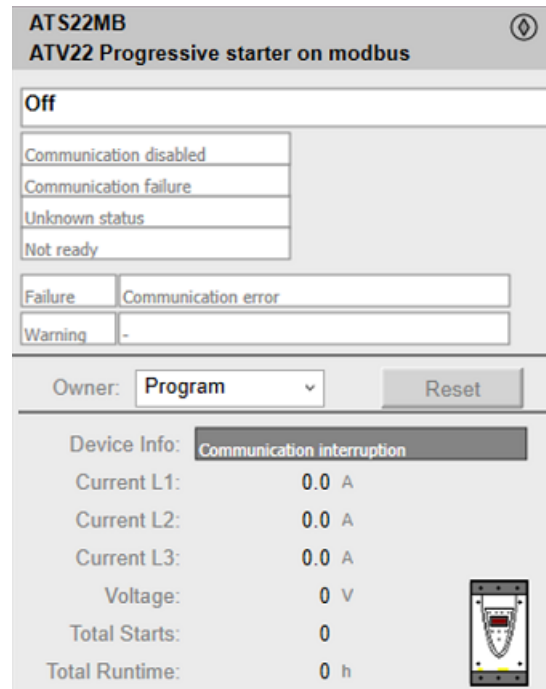 ATS22MB
ATV22 Progressive starter on modbus
Off
Communication disabled
Communication failure
Unknown status
Not ready
Failure Communication error
Warning -
Owner: Program Reset
Device Info: Communication interruption
Current L1: 0.0 A
Current L2: 0.0 A
Current L3: 0.0 A
Voltage: 0 V
Total Starts: 0
Total Runtime: 0 h